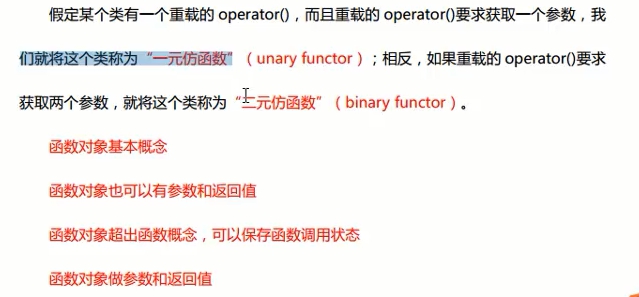 假定某个类有一个重载的 operator()，而且重载的 operator()要求获取一个参数，我
们就将这个类称为“一元仿函数”（unary functor）；相反，如果重载的 operator()要求
获取两个参数，就将这个类称为“二元仿函数”（binary functor）。
函数对象基本概念
函数对象也可以有参数和返回值
函数对象超出函数概念，可以保存函数调用状态
函数对象做参数和返回值